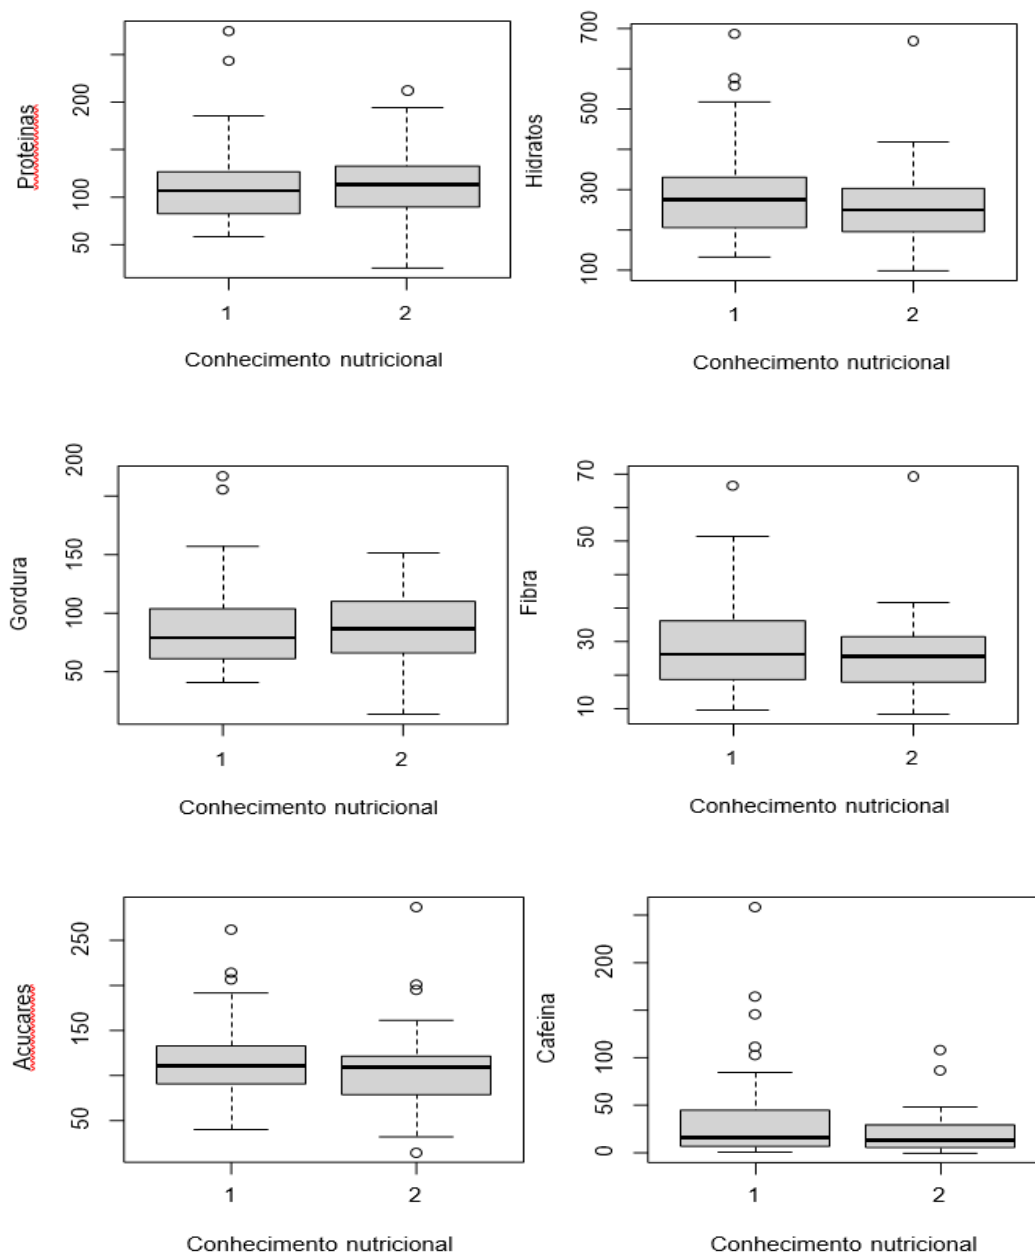 Proteinas
200
100
50
1 2
Conhecimento nutricional
Hidratos
700
500
300
100
1 2
Conhecimento nutricional
Gordura
200
150
100
50
1 2
Conhecimento nutricional
Fibra
70
50
30
10
1 2
Conhecimento nutricional
Acucares
250
150
50
1 2
Conhecimento nutricional
Cafeina
200
100
50
0
1 2
Conhecimento nutricional